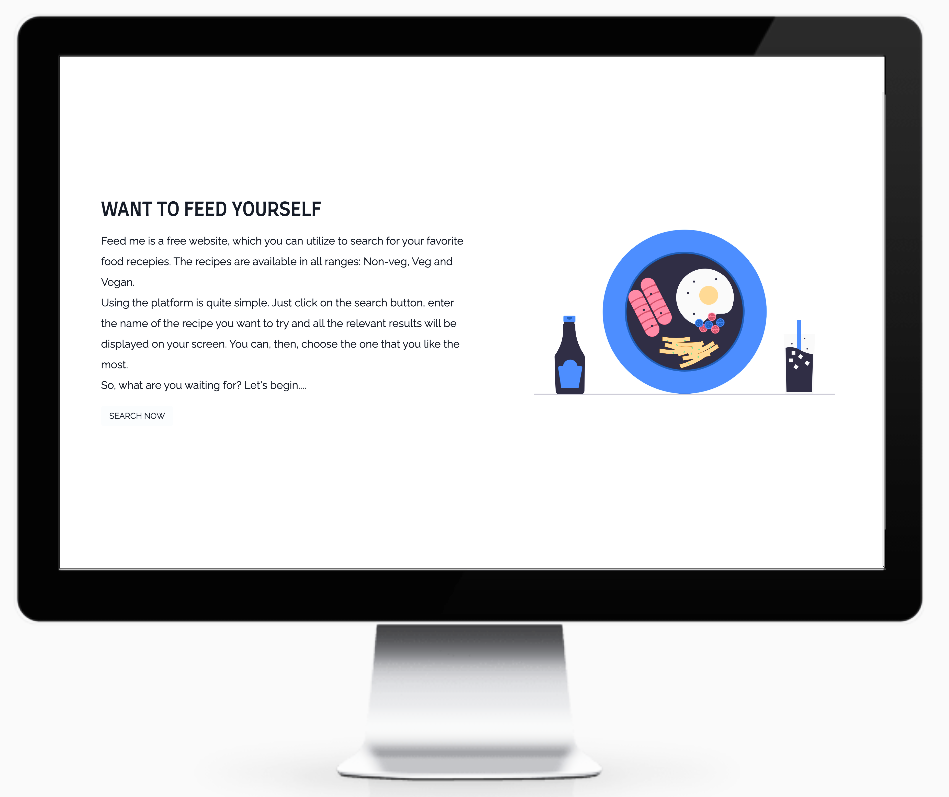 WANT TO FEED YOURSELF
Feed me is a free website, which you can utilize to search for your favorite
food recepies. The recipes are available in all ranges: Non-veg, Veg and
Vegan.
Using the platform is quite simple. Just click on the search button, enter
the name of the recipe you want to try and all the relevant results will be
displayed on your screen. You can, then, choose the one that you like the
most.
So, what are you waiting for? Let's begin....
SEARCH NOW